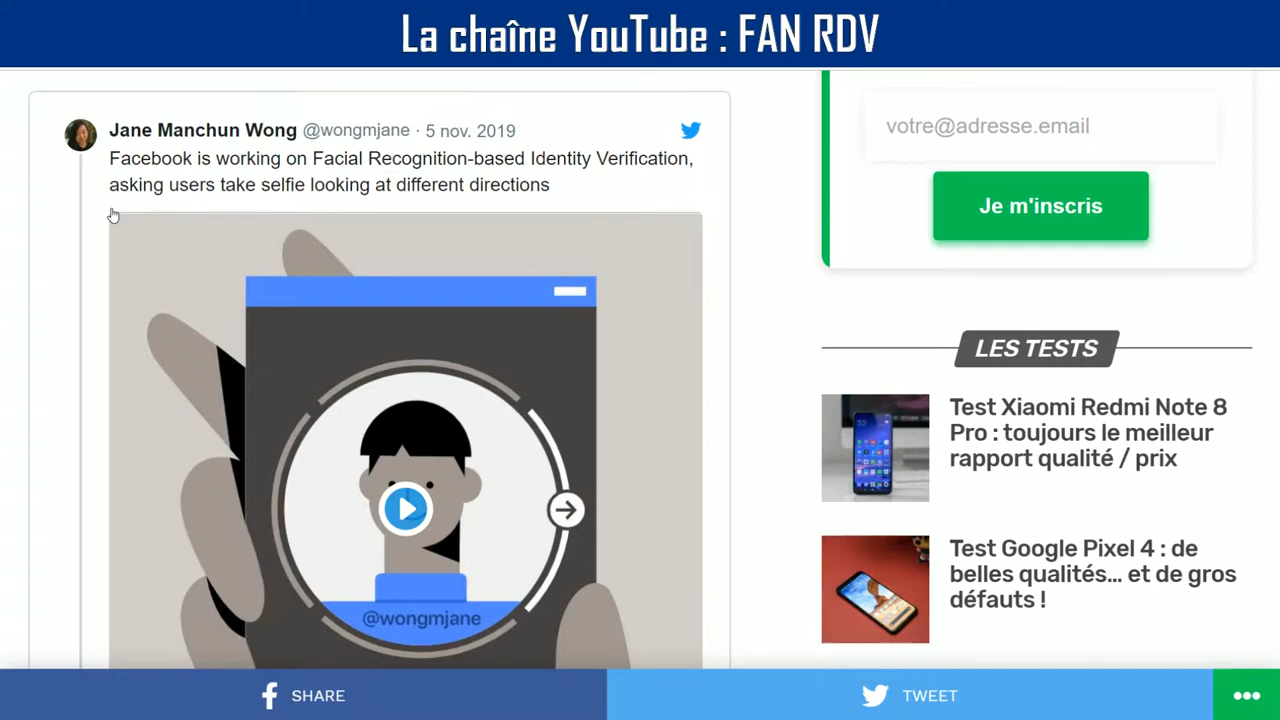 La chaîne YouTube : FAN RDV
Jane Manchun Wong @wongmjane · 5 nov. 2019
Facebook is working on Facial Recognition-based Identity Verification,
asking users take selfie looking at different directions
@wongmjane
votre@adresse.email
Je m'inscris
LES TESTS
Test Xiaomi Redmi Note 8
Pro : toujours le meilleur
rapport qualité / prix
Test Google Pixel 4 : de
belles qualités... et de gros
défauts !
SHARE
TWEET